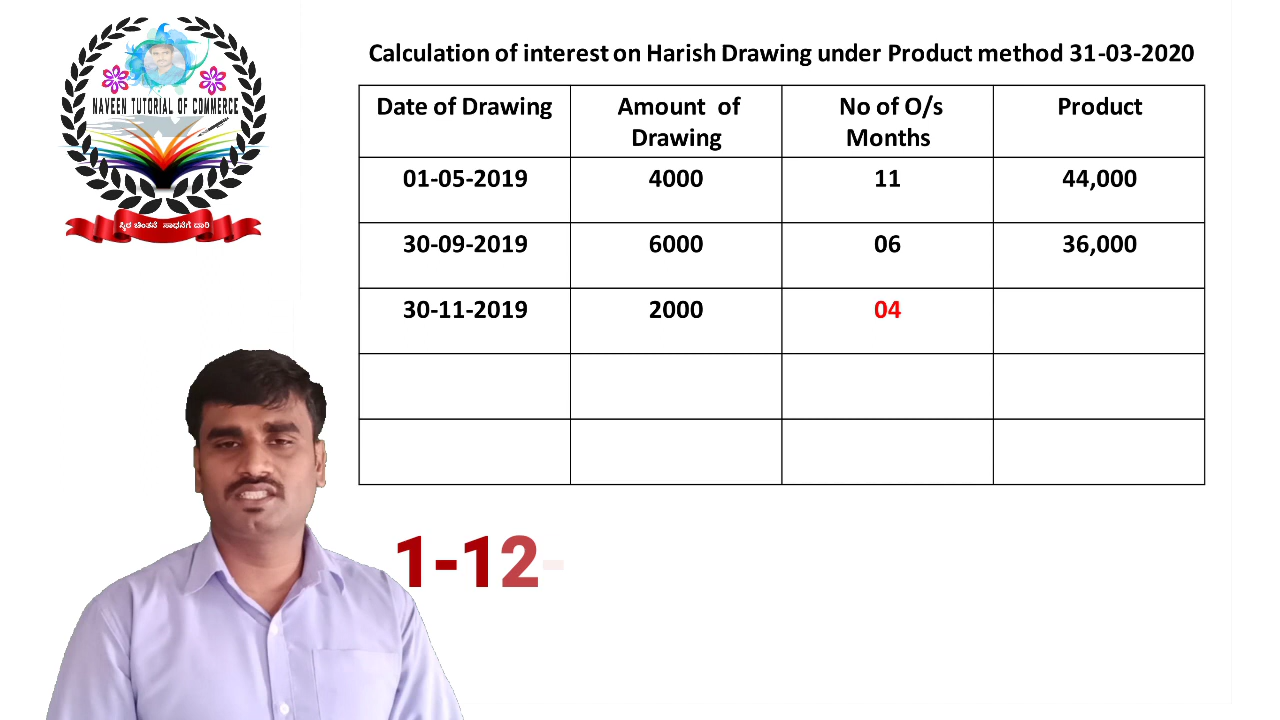 NAVEEN TUTORIAL OF COMMERCE
ಸ್ಥಿರ ಚಿಂತನೆ ಸಾಧನೆಗೆ ದಾರಿ
Calculation of interest on Harish Drawing under Product method 31-03-2020
Date of Drawing Amount of Drawing No of O/s Months Product
01-05-2019 4000 11 44,000
30-09-2019 6000 06 36,000
30-11-2019 2000 04
1-12-